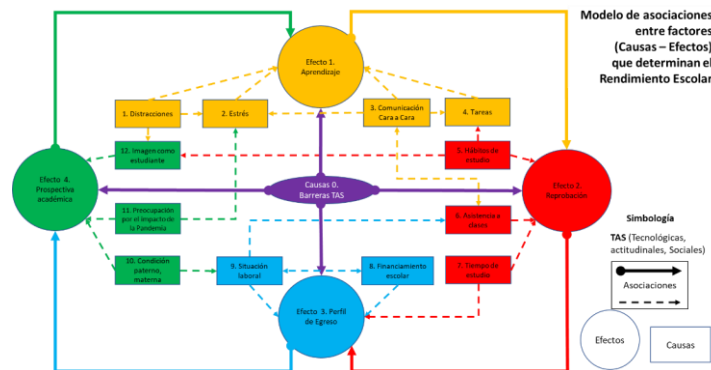 Modelo de asociaciones
entre factores
(Causas – Efectos)
que determinan el
Rendimiento Escolar
Efecto 1.
Aprendizaje
1. Distracciones
2. Estrés
3. Comunicación
Cara a Cara
4. Tareas
12. Imagen como
estudiante
5. Hábitos de
estudio
Efecto 4.
Prospectiva
académica
Causas 0.
Barreras TAS
Efecto 2.
Reprobación
11. Preocupación
por el impacto de
la Pandemia
6. Asistencia a
clases
10. Condición
paterno,
materna
9. Situación
laboral
8. Financiamiento
escolar
7. Tiempo de
estudio
Efecto 3. Perfil
de Egreso
Simbología
TAS (Tecnológicas,
actitudinales, Sociales)
Asociaciones
Efectos
Causas